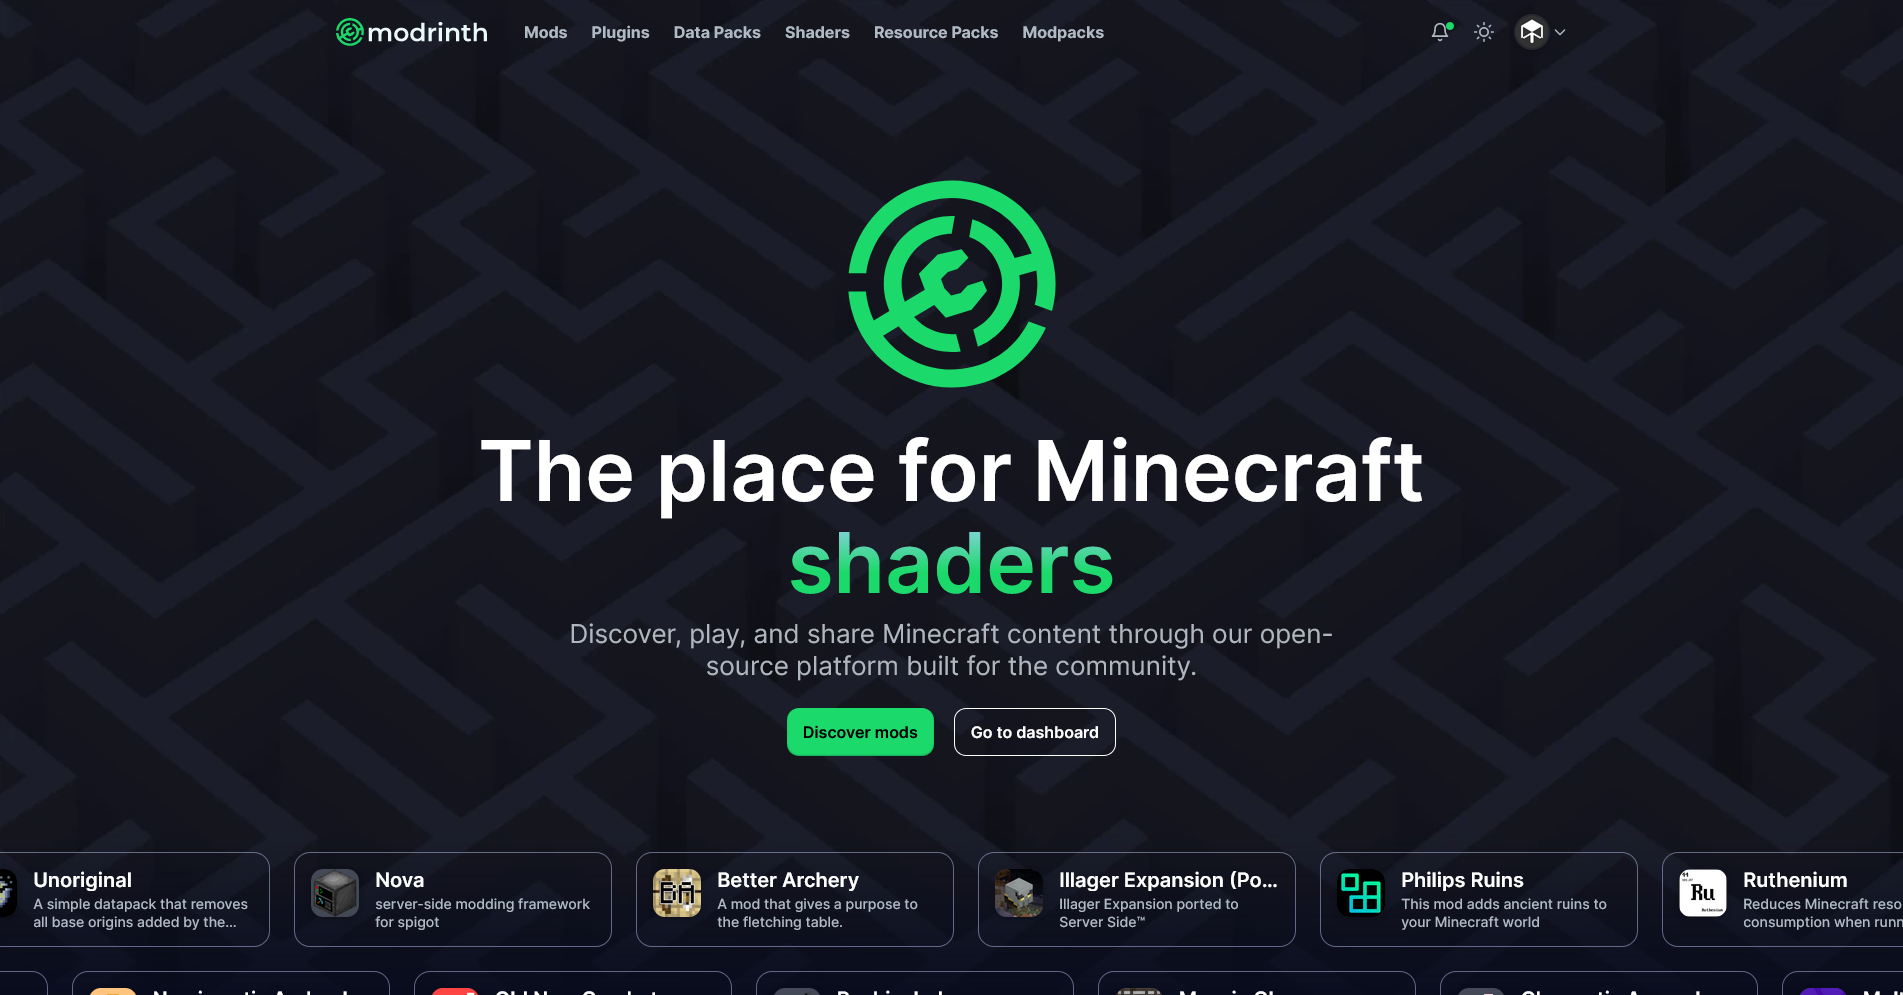 modrinth
Mods Plugins Data Packs Shaders Resource Packs Modpacks
The place for Minecraft
shaders
Discover, play, and share Minecraft content through our open-
source platform built for the community.
Discover mods
Go to dashboard
Unoriginal
A simple datapack that removes
all base origins added by the...
Nova
server-side modding framework
for spigot
BA
Better Archery
A mod that gives a purpose to
the fletching table.
Illager Expansion (Po...
Illager Expansion ported to
Server Side™
Philips Ruins
This mod adds ancient ruins to
your Minecraft world
44
Ru
Ruthenium
Ruthenium
Reduces Minecraft reso
consumption when runn